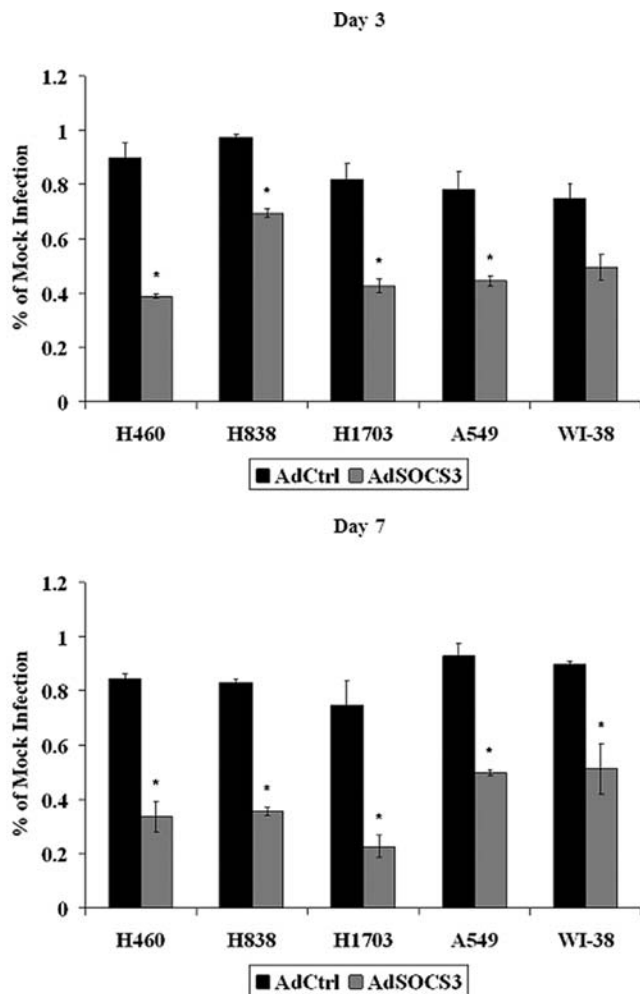 Day 3
% of Mock Infection
1.2
1
0.8
0.6
0.4
0.2
0
*
*
*
*
H460 H838 H1703 A549 WI-38
AdCtrl AdSOCS3
Day 7
% of Mock Infection
1.2
1
0.8
0.6
0.4
0.2
0
*
*
*
*
*
H460 H838 H1703 A549 WI-38
AdCtrl AdSOCS3